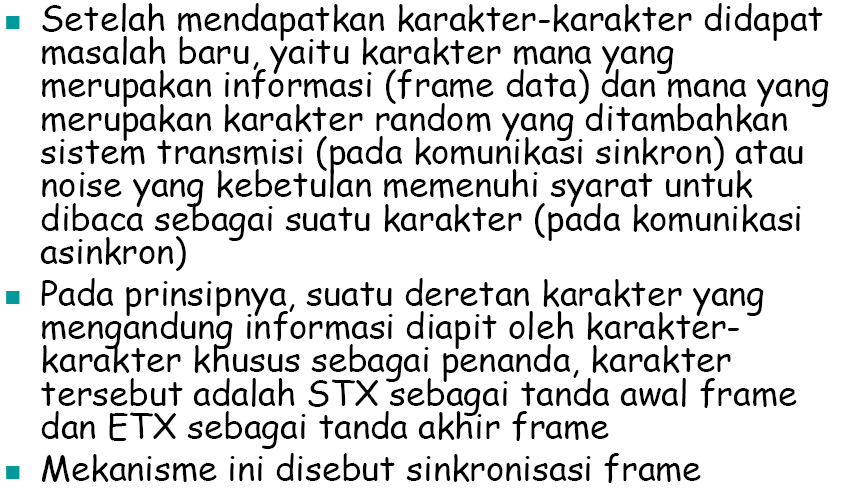 Setelah mendapatkan karakter-karakter didapat
masalah baru, yaitu karakter mana yang
merupakan informasi (frame data) dan mana yang
merupakan karakter random yang ditambahkan
sistem transmisi (pada komunikasi sinkron) atau
noise yang kebetulan memenuhi syarat untuk
dibaca sebagai suatu karakter (pada komunikasi
asinkron)
Pada prinsipnya, suatu deretan karakter yang
mengandung informasi diapit oleh karakter-
karakter khusus sebagai penanda, karakter
tersebut adalah STX sebagai tanda awal frame
dan ETX sebagai tanda akhir frame
Mekanisme ini disebut sinkronisasi frame